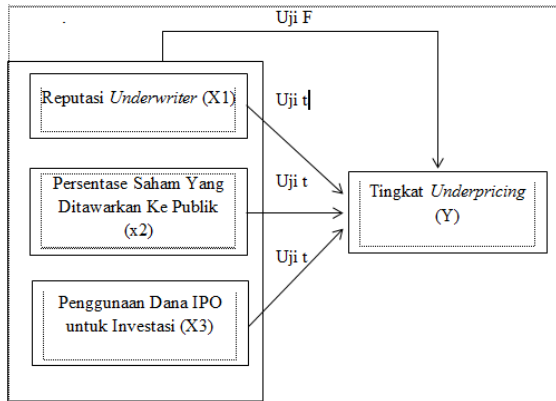 Uji F
Reputasi Underwriter (X1)
Uji t
Persentase Saham Yang
Ditawarkan Ke Publik
(x2)
Uji t
Tingkat Underpricing
(Y)
Uji t
Penggunaan Dana IPO
untuk Investasi (X3)